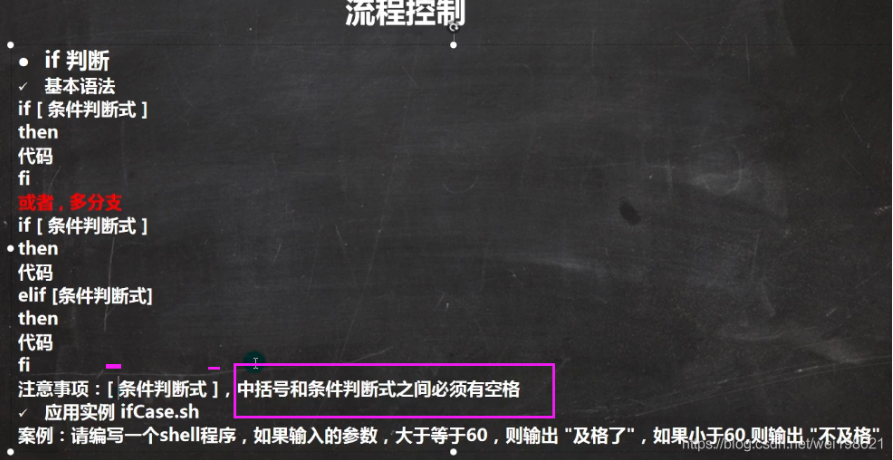 流程控制
● if 判断
✓ 基本语法
if [ 条件判断式 ]
then
代码
fi
或者，多分支
if [ 条件判断式 ]
then
代码
elif [条件判断式]
then
代码
fi
注意事项：[ 条件判断式 ]，中括号和条件判断式之间必须有空格
✓ 应用实例 ifCase.sh
案例：请编写一个shell程序，如果输入的参数，大于等于60，则输出 "及格了"，如果小于60,则输出 "不及格"